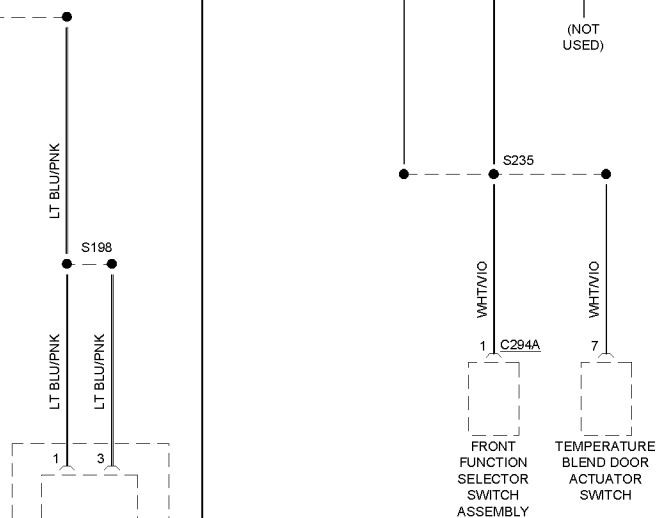 (NOT
USED)
S235
LT BLU/PNK
S198
WHT/VIO
WHT/VIO
LT BLU/PNK
LT BLU/PNK
1
C294A
7
FRONT
FUNCTION
SELECTOR
SWITCH
ASSEMBLY
TEMPERATURE
BLEND DOOR
ACTUATOR
SWITCH
1
3